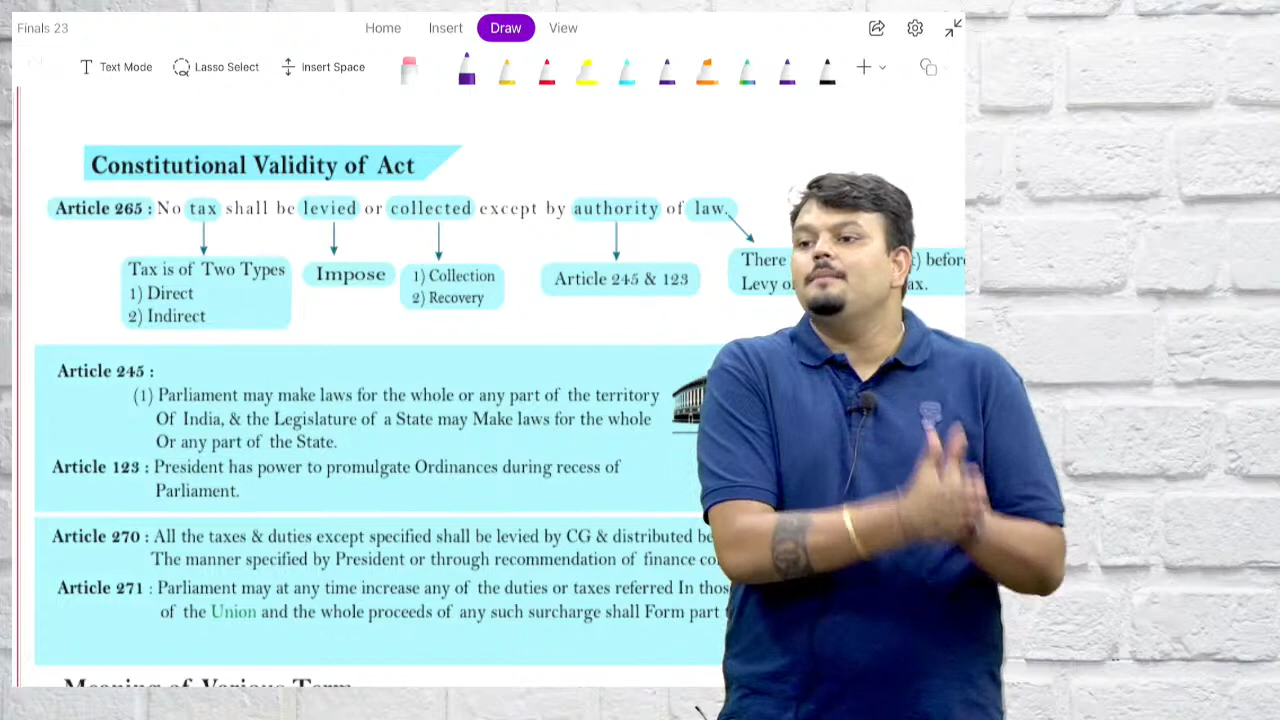 Finals 23
Home Insert Draw View
Text Mode Lasso Select Insert Space
Constitutional Validity of Act
Article 265 : No tax shall be levied or collected except by authority of law.
Tax is of Two Types
1) Direct
2) Indirect
Impose
1) Collection
2) Recovery
Article 245 & 123
There before
Levy
Article 245 :
(1) Parliament may make laws for the whole or any part of the territory
Of India, & the Legislature of a State may Make laws for the whole
Or any part of the State.
Article 123 : President has power to promulgate Ordinances during recess of
Parliament.
Article 270 : All the taxes & duties except specified shall be levied by CG & distributed
The manner specified by President or through recommendation of finance
Article 271 : Parliament may at any time increase any of the duties or taxes referred In
of the Union and the whole proceeds of any such surcharge shall Form part
Meaning of Various Term